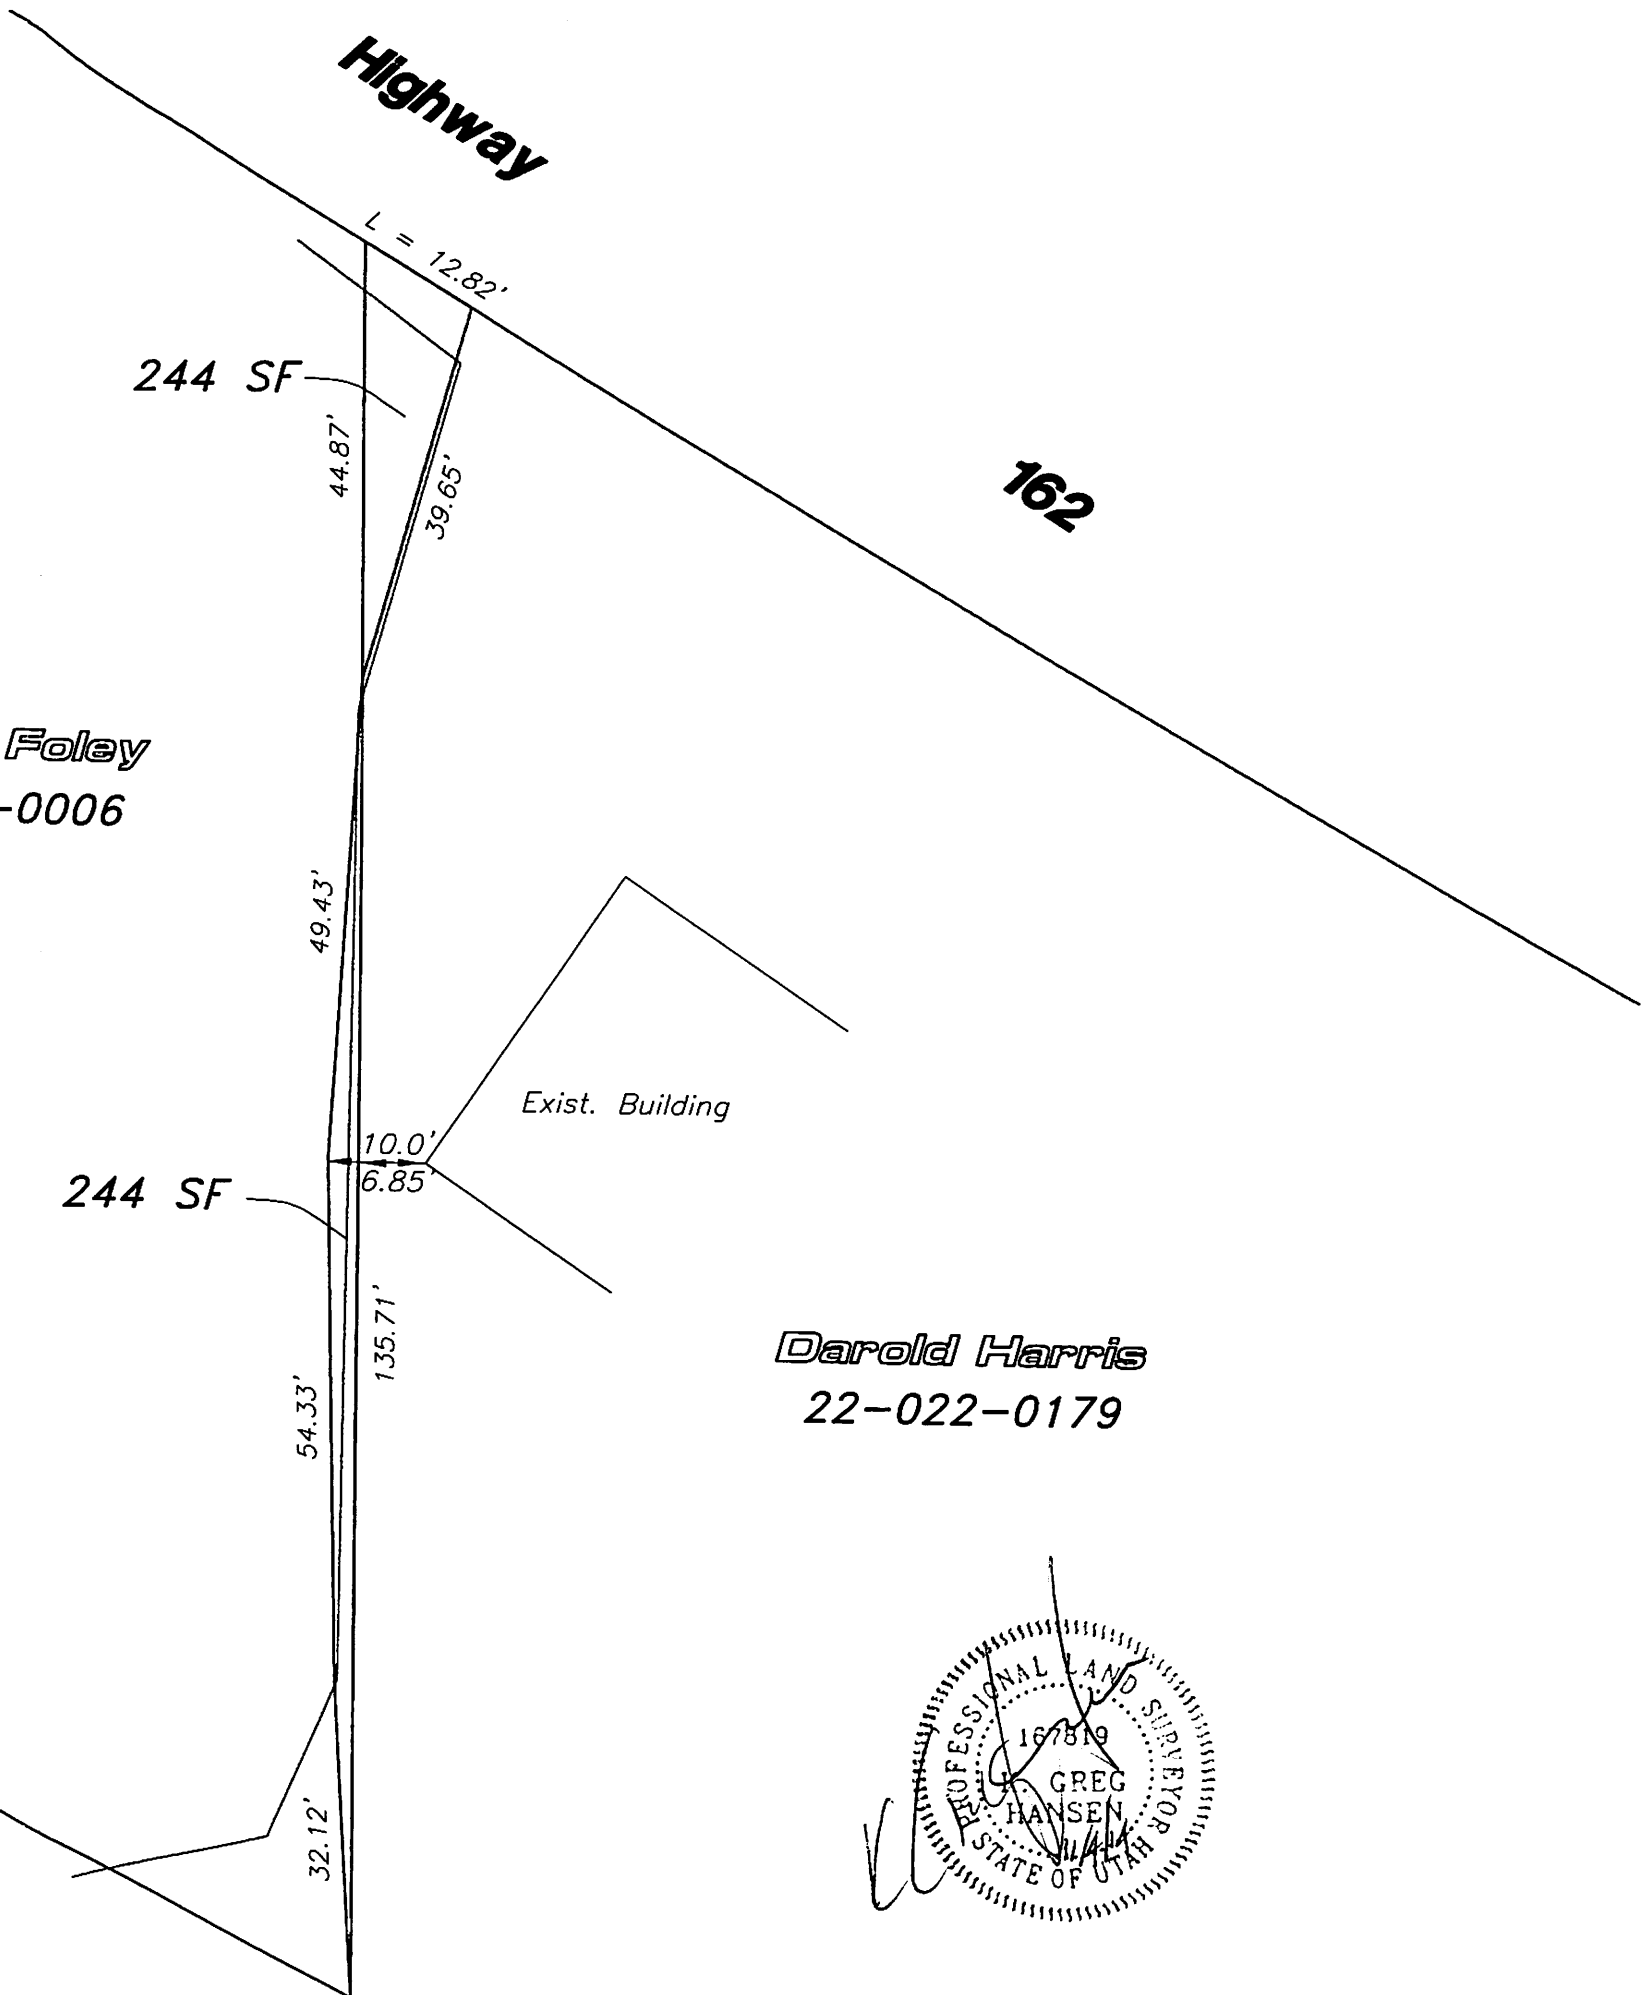 Highway
L = 12.82'
244 SF
44.87'
39.65'
162
Foley
-0006
49.43'
Exist. Building
10.0'
6.85'
244 SF
135.71'
54.33'
Darold Harris
22-022-0179
32.12'
PROFESSIONAL LAND SURVEYOR
167819
K. GREG
HANSEN
STATE OF UTAH